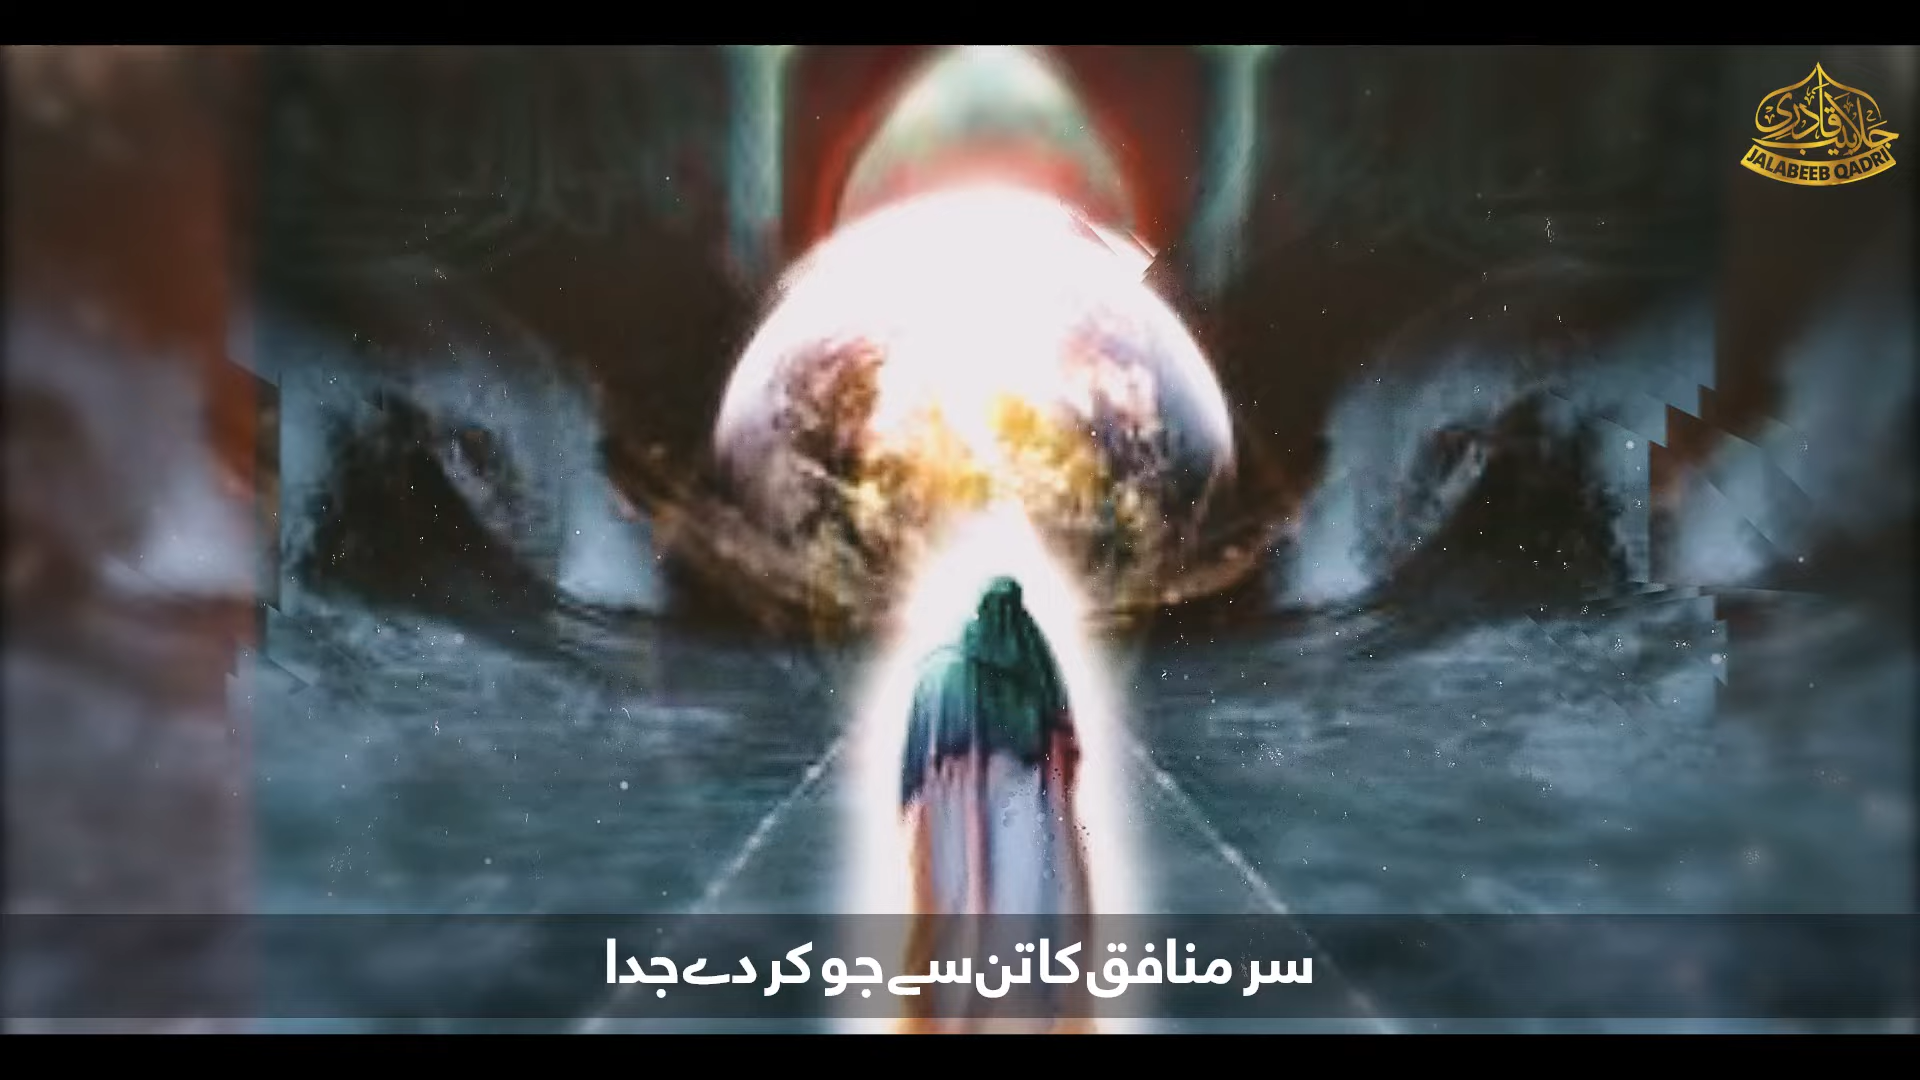 جلابیب قادری
JALABEEB QADRI
سر منافق کا تن سے جو کر دے جدا